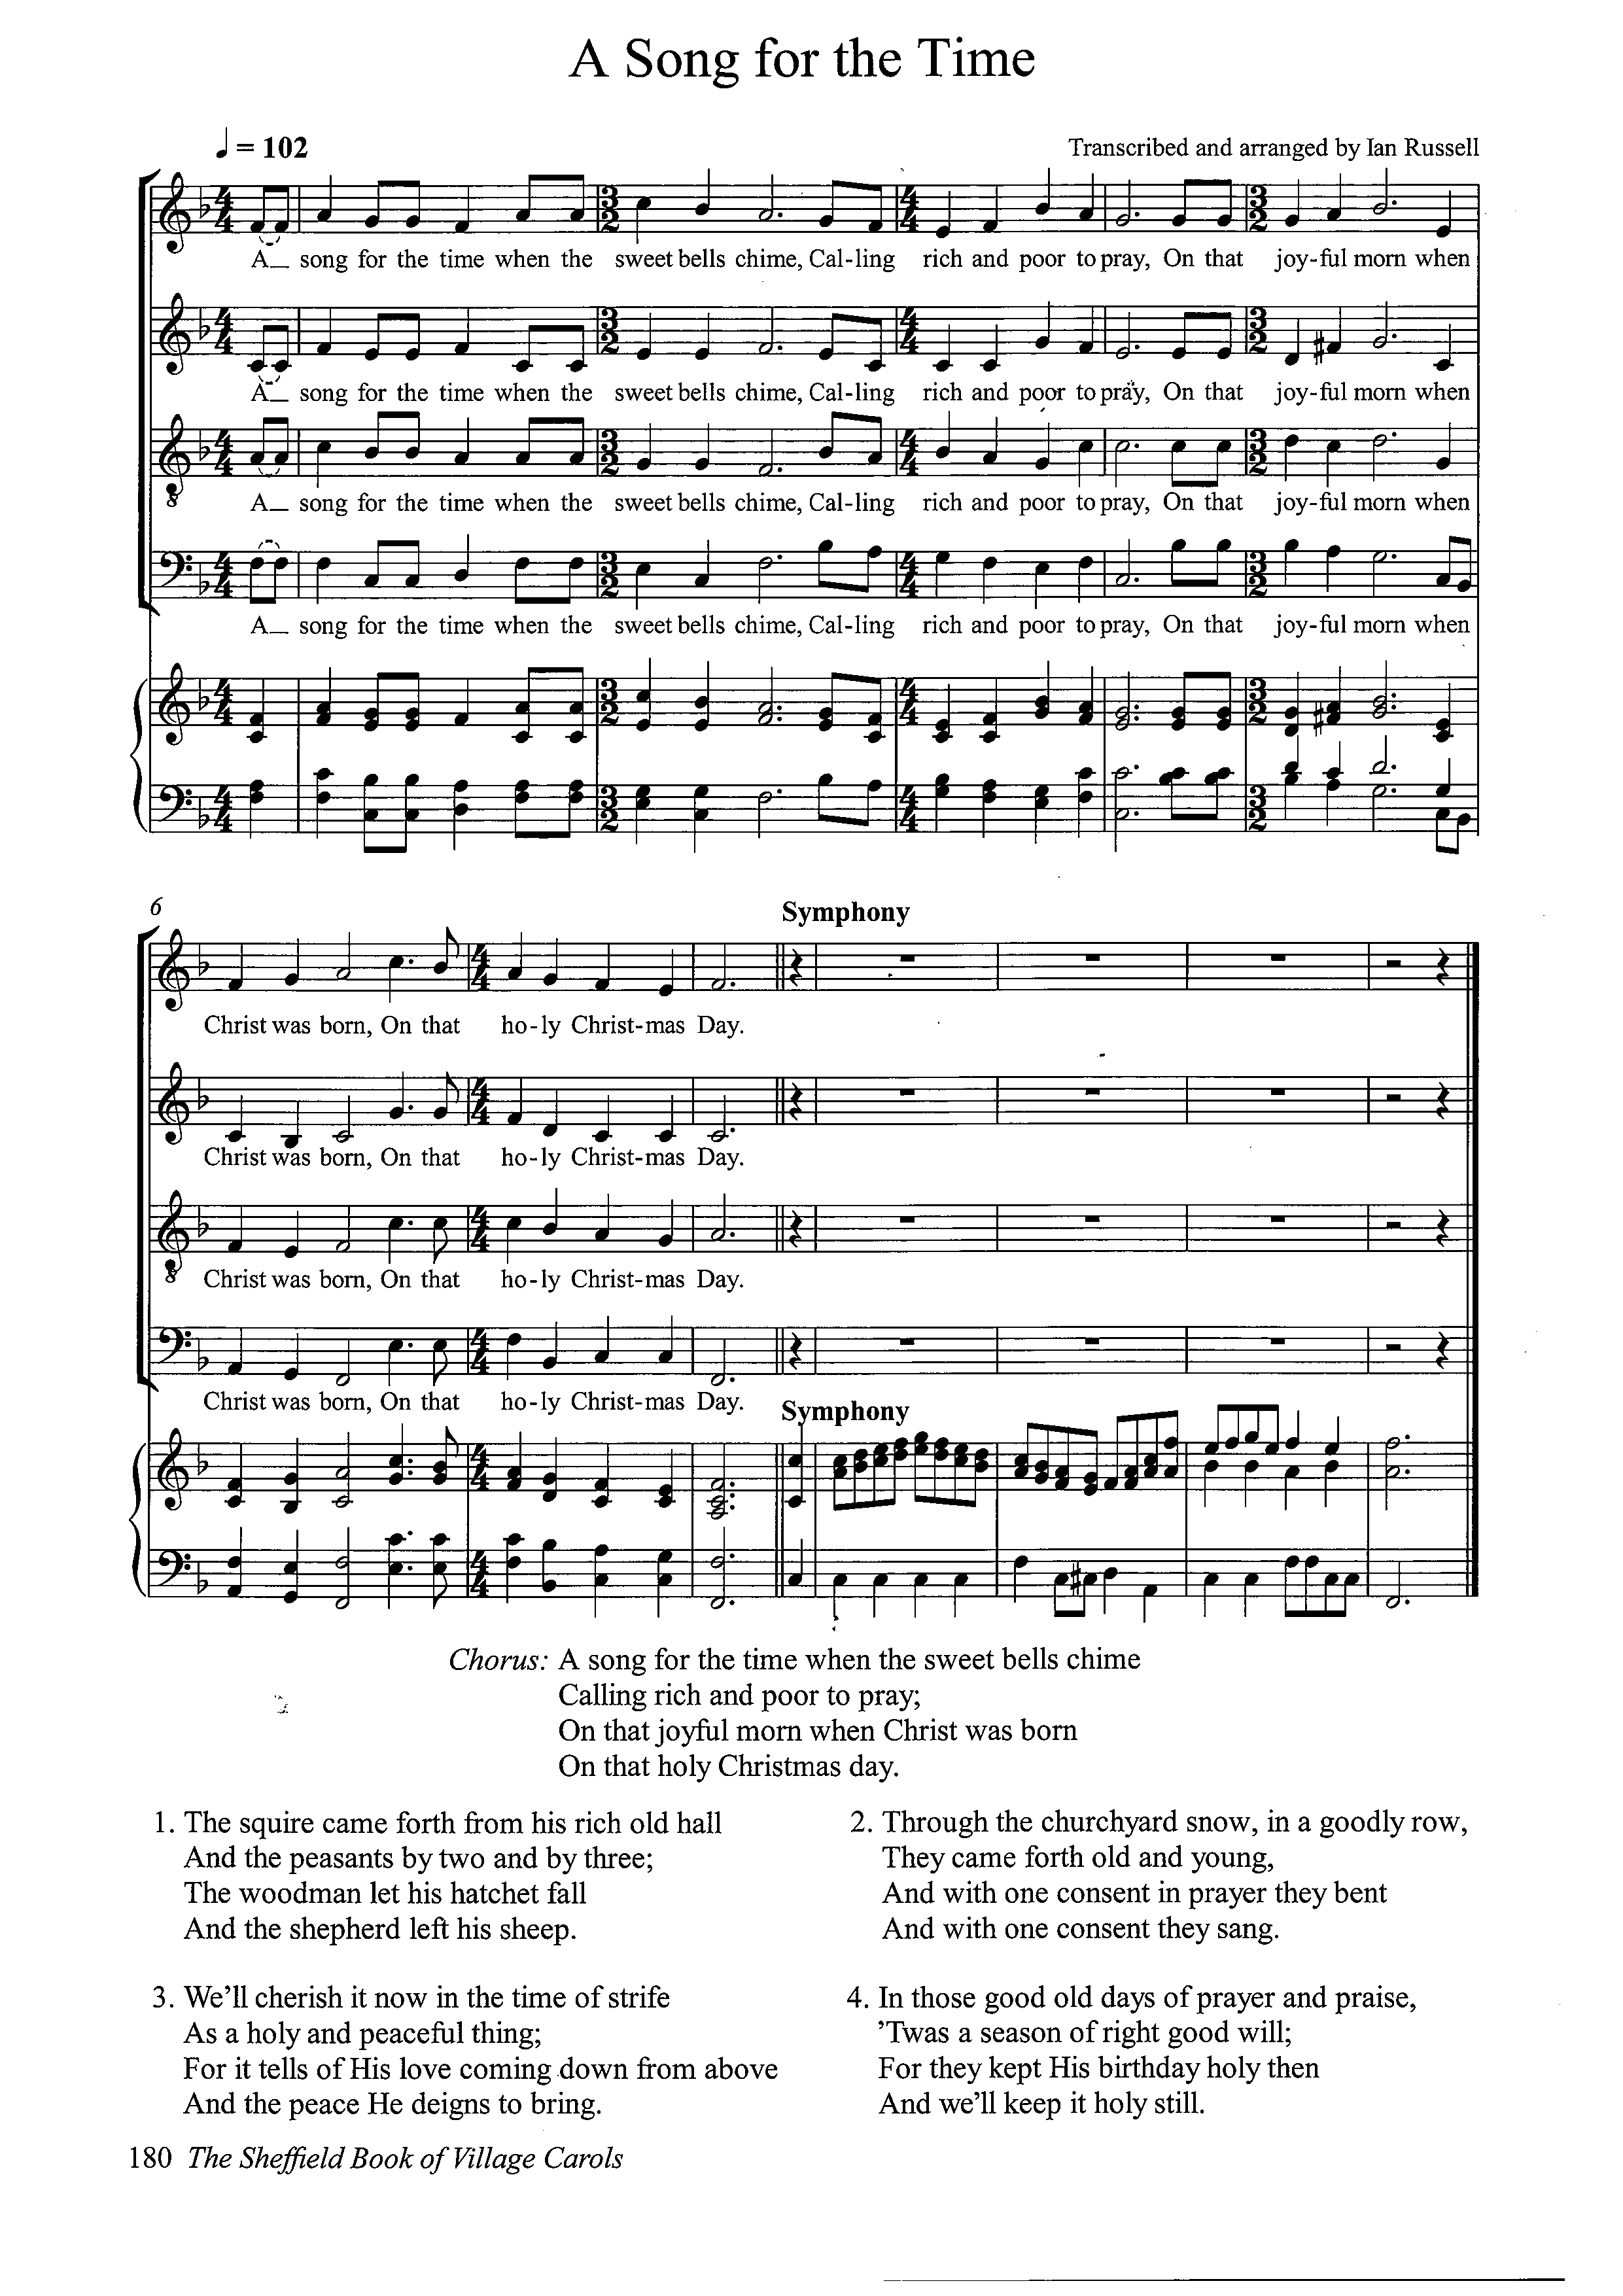 A Song for the Time
♩ = 102
Transcribed and arranged by Ian Russell
A_ song for the time when the sweet bells chime, Cal-ling rich and poor to pray, On that joy-ful morn when
A_ song for the time when the sweet bells chime, Cal-ling rich and poor to pray, On that joy-ful morn when
A_ song for the time when the sweet bells chime, Cal-ling rich and poor to pray, On that joy-ful morn when
A_ song for the time when the sweet bells chime, Cal-ling rich and poor to pray, On that joy-ful morn when
6
Symphony
Christ was born, On that ho-ly Christ-mas Day.
Christ was born, On that ho-ly Christ-mas Day.
Christ was born, On that ho-ly Christ-mas Day.
Christ was born, On that ho-ly Christ-mas Day.
Symphony
Chorus: A song for the time when the sweet bells chime
Calling rich and poor to pray;
On that joyful morn when Christ was born
On that holy Christmas day.
1. The squire came forth from his rich old hall
And the peasants by two and by three;
The woodman let his hatchet fall
And the shepherd left his sheep.
2. Through the churchyard snow, in a goodly row,
They came forth old and young,
And with one consent in prayer they bent
And with one consent they sang.
3. We'll cherish it now in the time of strife
As a holy and peaceful thing;
For it tells of His love coming down from above
And the peace He deigns to bring.
4. In those good old days of prayer and praise,
'Twas a season of right good will;
For they kept His birthday holy then
And we'll keep it holy still.
180 The Sheffield Book of Village Carols